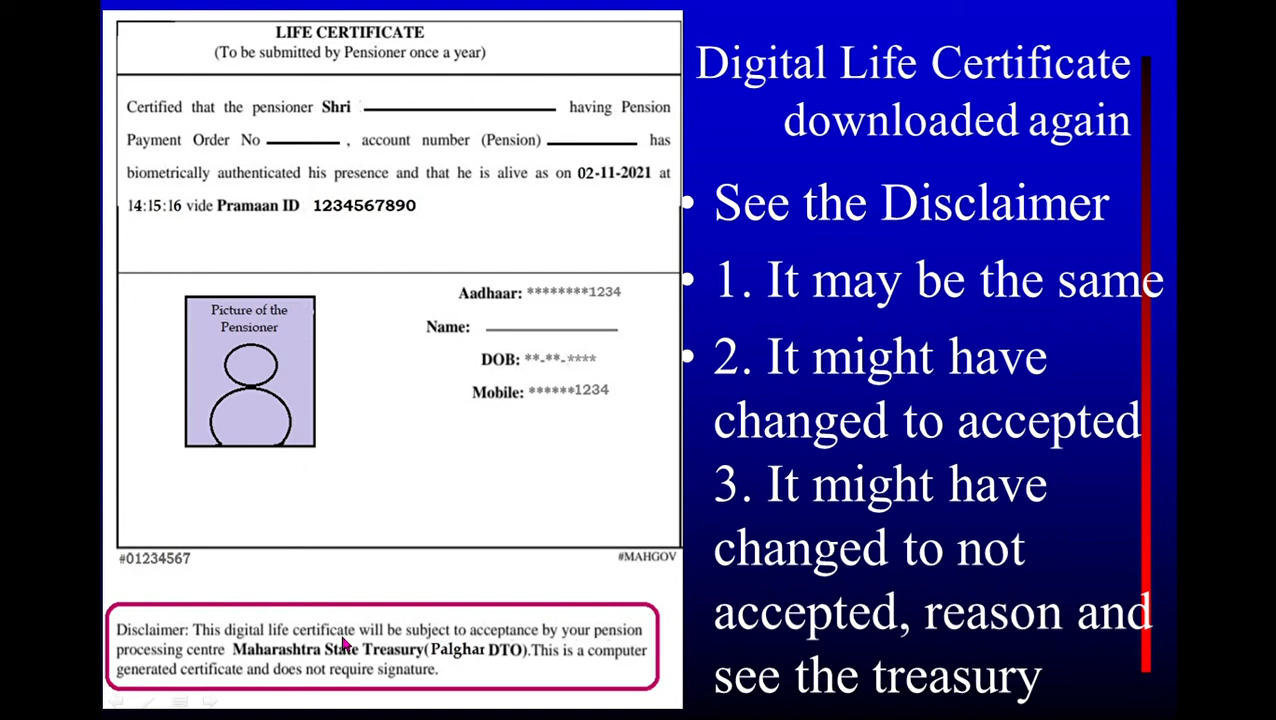 LIFE CERTIFICATE
(To be submitted by Pensioner once a year)
Certified that the pensioner Shri ____________ having Pension
Payment Order No ________ , account number (Pension) ________ has
biometrically authenticated his presence and that he is alive as on 02-11-2021 at
14:15:16 vide Pramaan ID 1234567890
Picture of the
Pensioner
Aadhaar: ********1234
Name: ____________
DOB: **-**-****
Mobile: ******1234
#01234567
#MAHGOV
Disclaimer: This digital life certificate will be subject to acceptance by your pension
processing centre Maharashtra State Treasury(Palghar DTO).This is a computer
generated certificate and does not require signature.
Digital Life Certificate
downloaded again
• See the Disclaimer
• 1. It may be the same
• 2. It might have
changed to accepted
3. It might have
changed to not
accepted, reason and
see the treasury